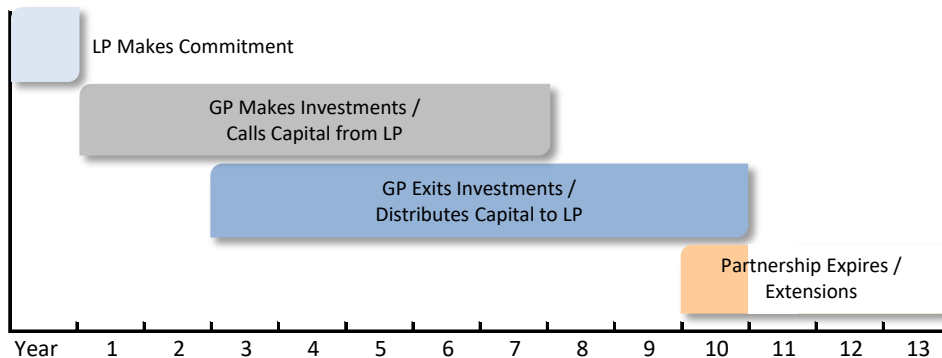 LP Makes Commitment
GP Makes Investments /
Calls Capital from LP
GP Exits Investments /
Distributes Capital to LP
Partnership Expires /
Extensions
Year 1 2 3 4 5 6 7 8 9 10 11 12 13